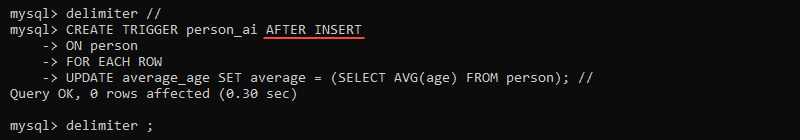 mysql> delimiter //
mysql> CREATE TRIGGER person_ai AFTER INSERT
    -> ON person
    -> FOR EACH ROW
    -> UPDATE average_age SET average = (SELECT AVG(age) FROM person); //
Query OK, 0 rows affected (0.30 sec)
mysql> delimiter ;